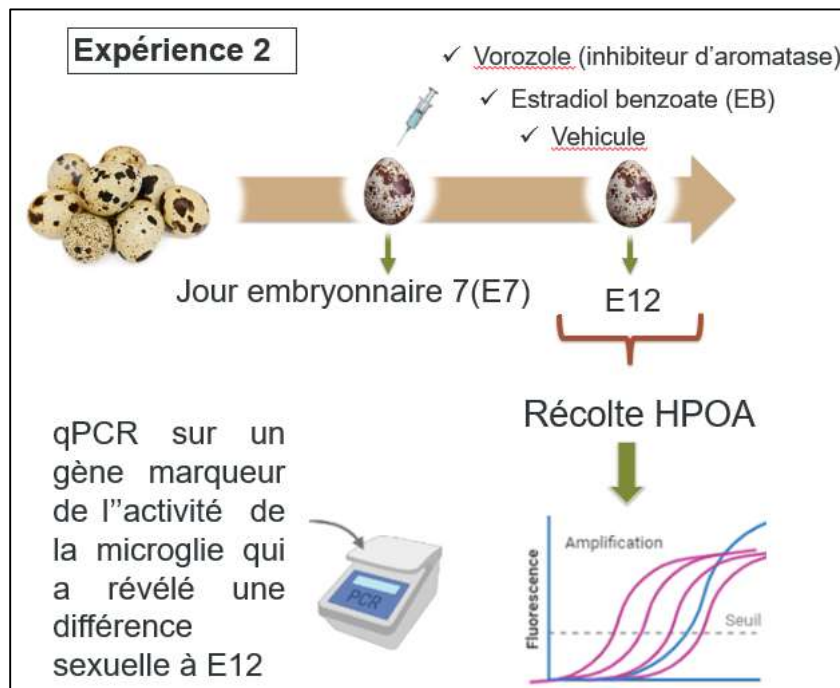 Expérience 2
✓ Vorozole (inhibiteur d'aromatase)
✓ Estradiol benzoate (EB)
✓ Vehicule
Jour embryonnaire 7(E7)
E12
Récolte HPOA
qPCR sur un
gène marqueur
de l''activité de
la microglie qui
a révélé une
différence
sexuelle à E12
PCR
Fluorescence
Amplification
Seuil